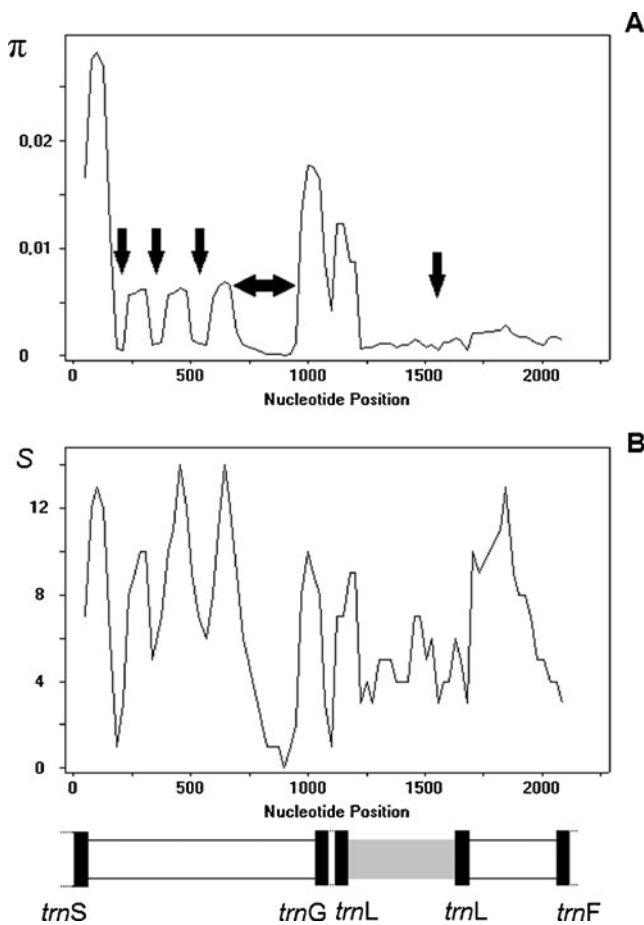 A
π
0.02
0.01
0
0 500 1000 1500 2000
Nucleotide Position
B
S
12
8
4
0
0 500 1000 1500 2000
Nucleotide Position
trnS trnG trnL trnL trnF